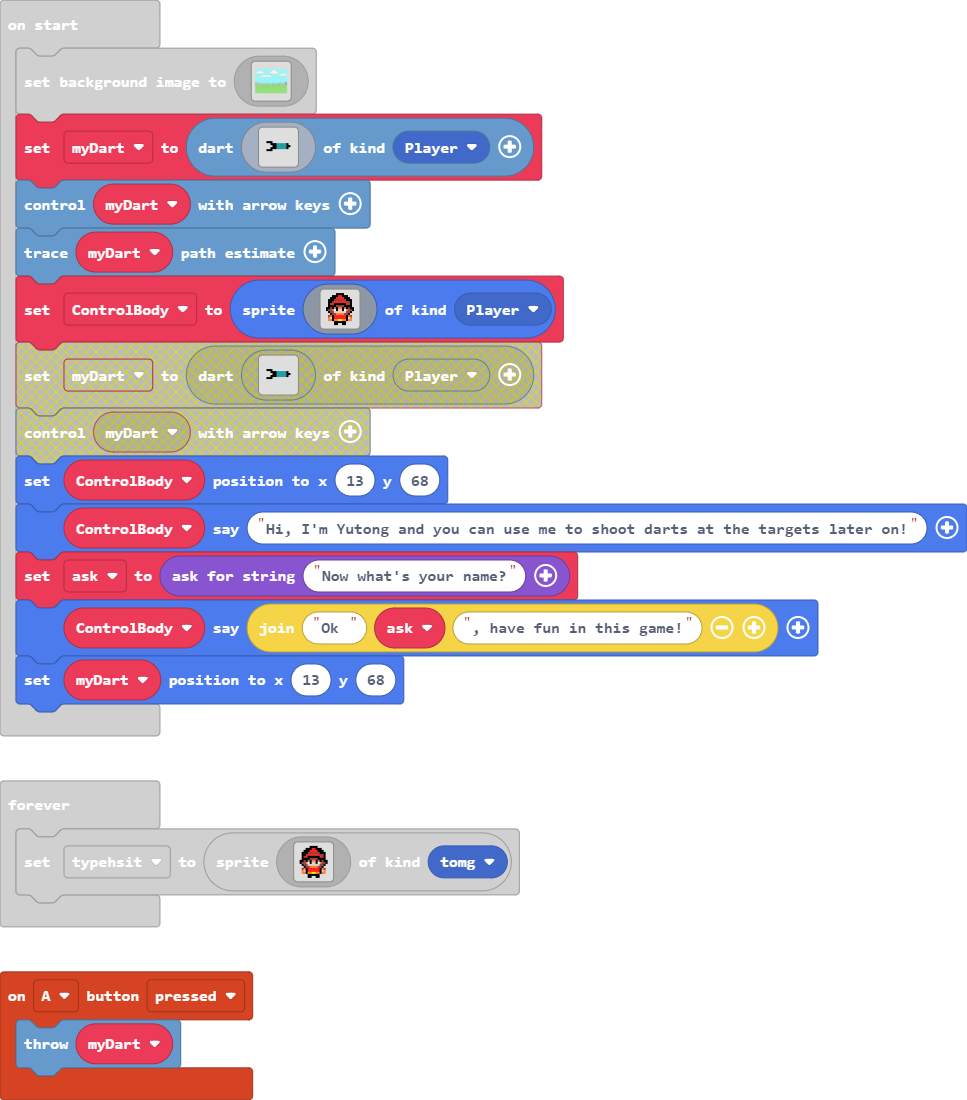 on start
set background image to
set myDart to dart of kind Player
control myDart with arrow keys
trace myDart path estimate
set ControlBody to sprite of kind Player
set myDart to dart of kind Player
control myDart with arrow keys
set ControlBody position to x 13 y 68
ControlBody say "Hi, I'm Yutong and you can use me to shoot darts at the targets later on!"
set ask to ask for string "Now what's your name?"
ControlBody say join "Ok " ask ", have fun in this game!"
set myDart position to x 13 y 68
forever
set typehsit to sprite of kind tomg
on A button pressed
throw myDart